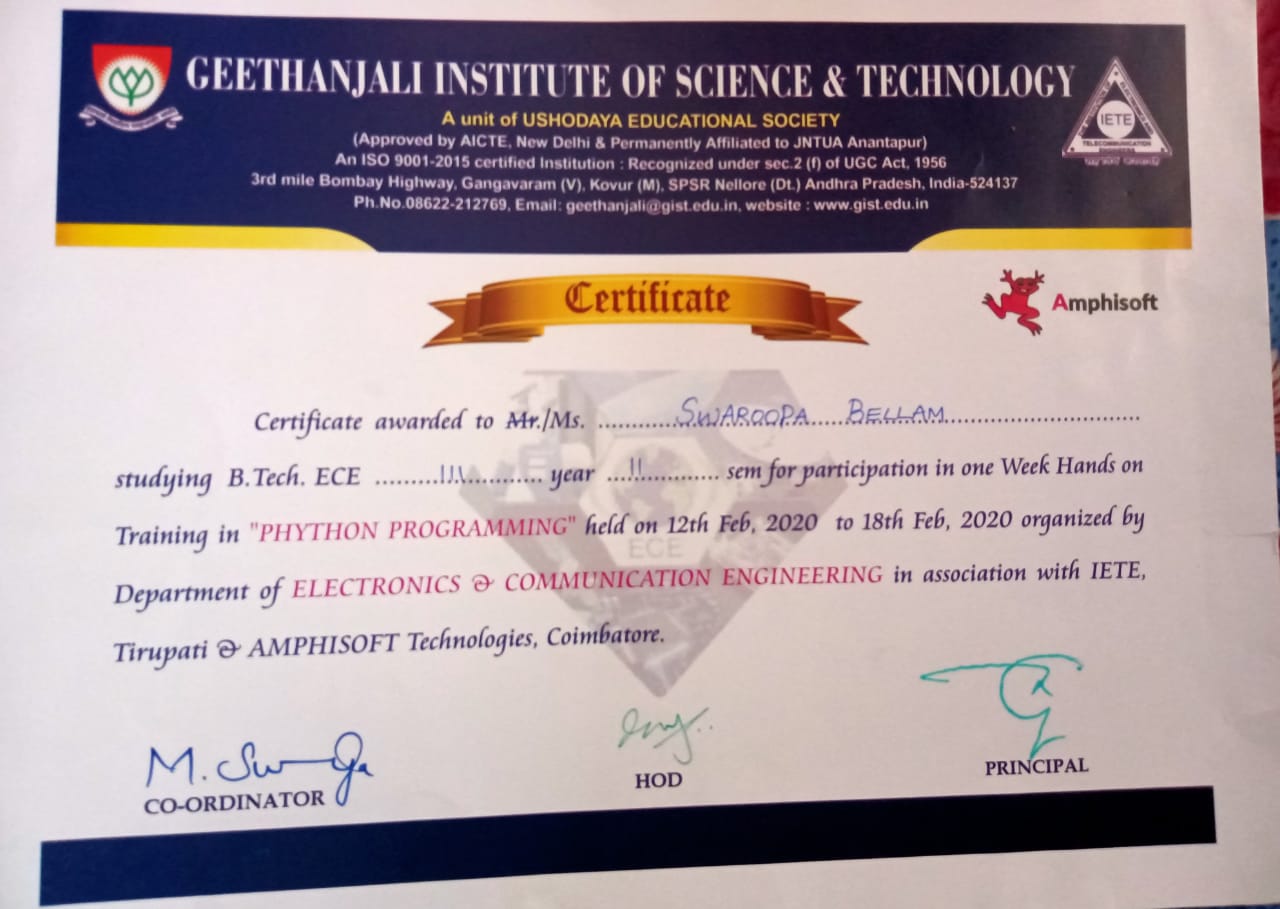 GEETHANJALI INSTITUTE OF SCIENCE & TECHNOLOGY
A unit of USHODAYA EDUCATIONAL SOCIETY
(Approved by AICTE, New Delhi & Permanently Affiliated to JNTUA Anantapur)
An ISO 9001-2015 certified Institution : Recognized under sec.2 (f) of UGC Act, 1956
3rd mile Bombay Highway, Gangavaram (V), Kovur (M), SPSR Nellore (Dt.) Andhra Pradesh, India-524137
Ph.No.08622-212769, Email: geethanjali@gist.edu.in, website : www.gist.edu.in
IETE
TELECOMMUNICATION
ENGINEERS
Certificate
Amphisoft
Certificate awarded to Mr./Ms. SWAROOPA BELLAM
studying B.Tech. ECE III year II sem for participation in one Week Hands on
Training in "PHYTHON PROGRAMMING" held on 12th Feb, 2020 to 18th Feb, 2020 organized by
ECE
Department of ELECTRONICS & COMMUNICATION ENGINEERING in association with IETE,
Tirupati & AMPHISOFT Technologies, Coimbatore.
CO-ORDINATOR
HOD
PRINCIPAL